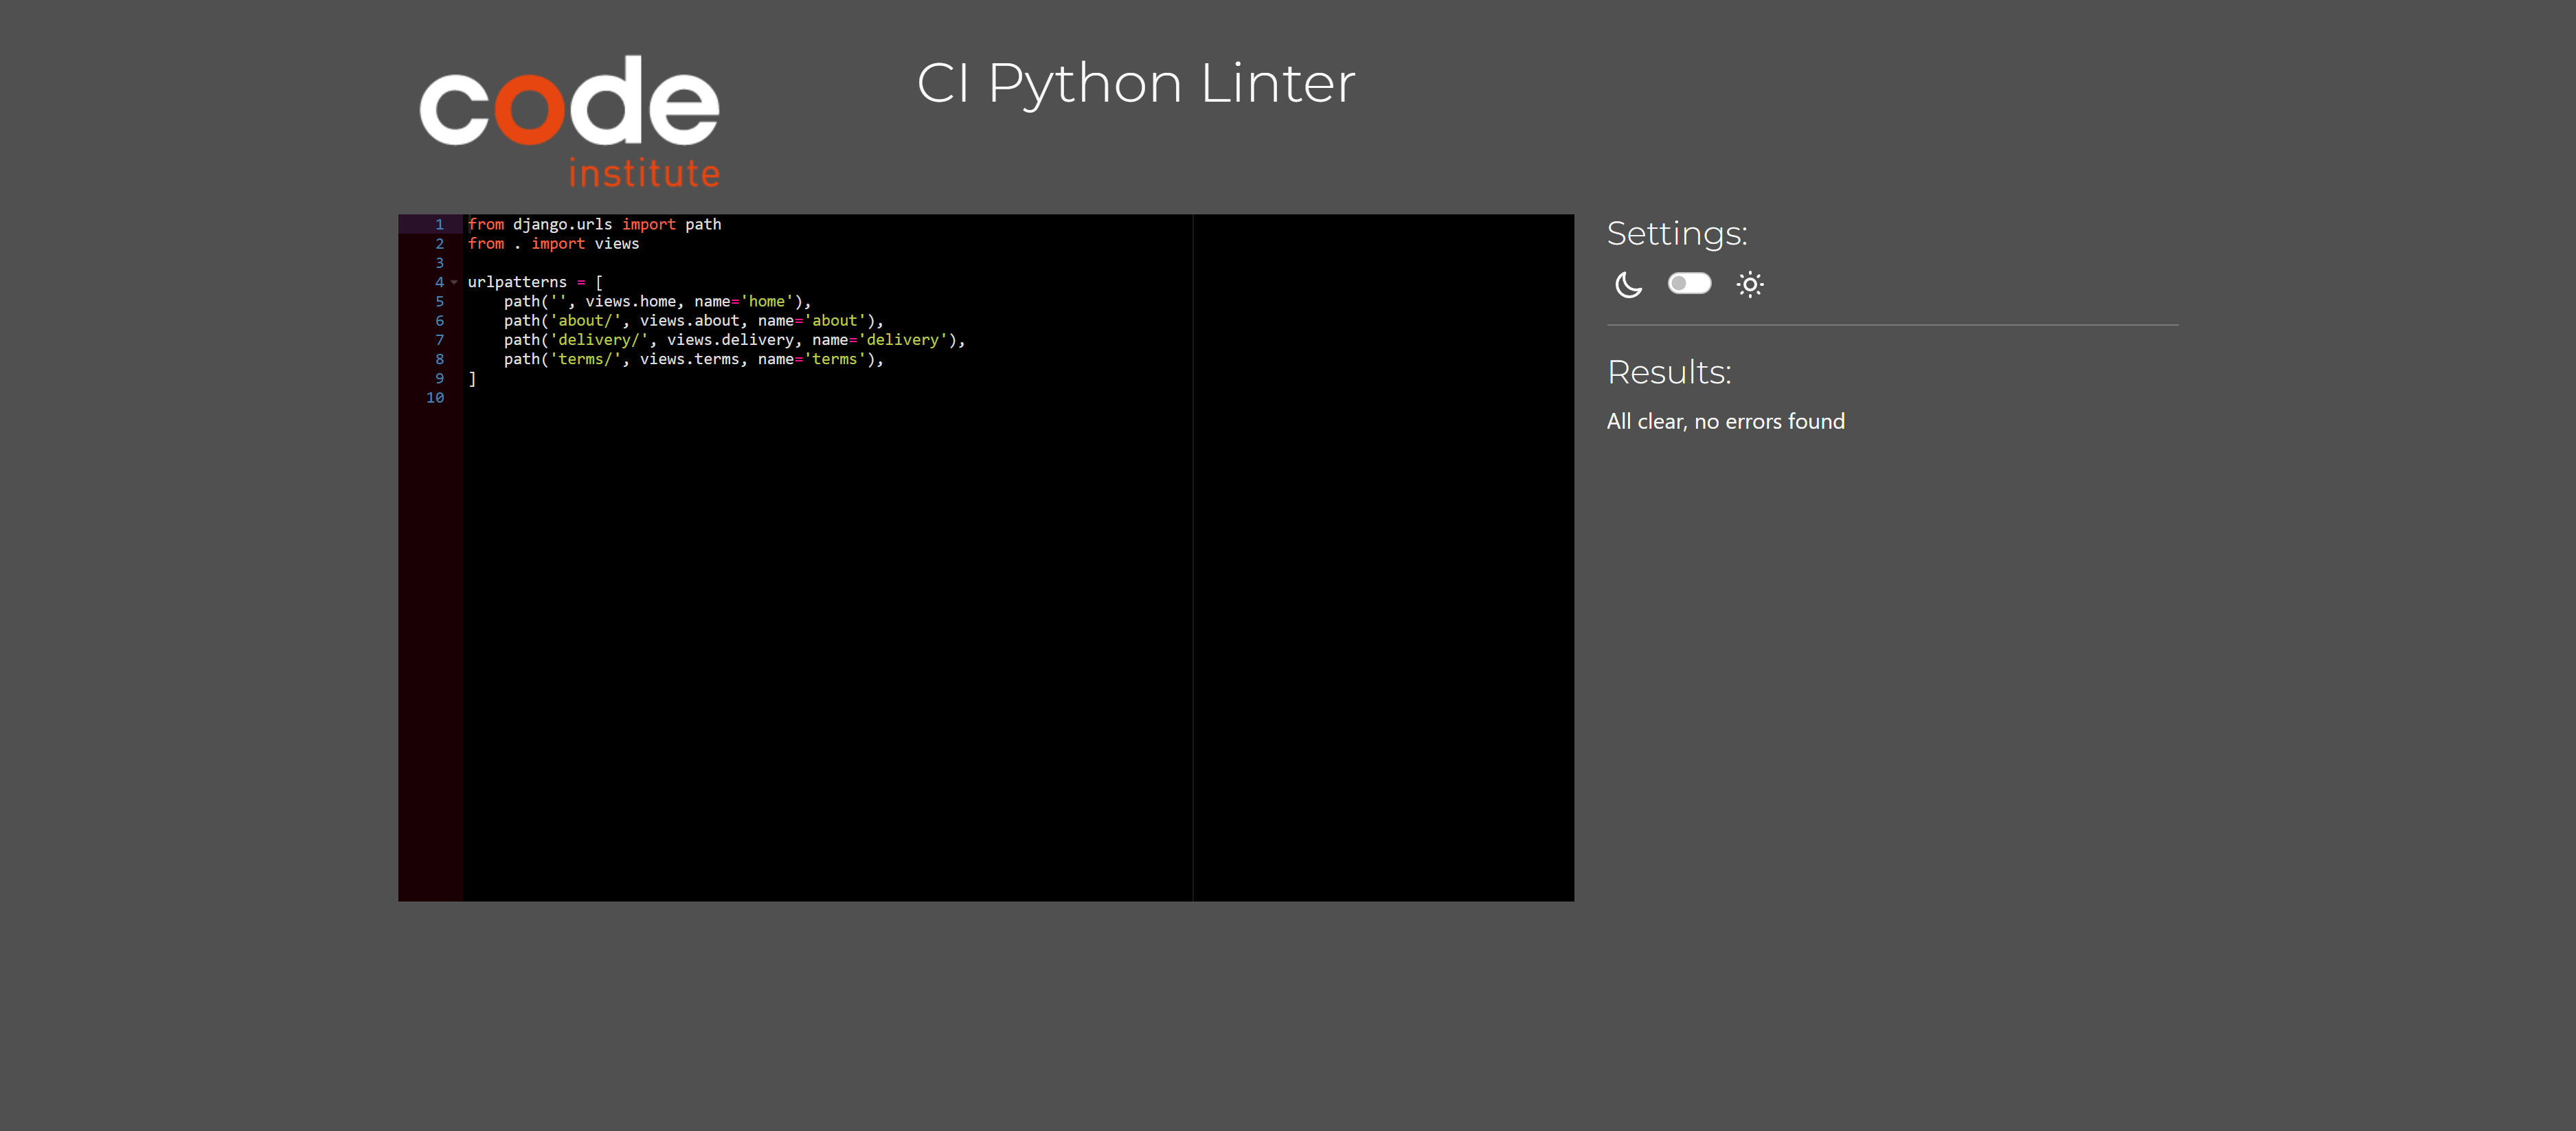 code
institute
CI Python Linter
1 from django.urls import path
2 from . import views
3
4 urlpatterns = [
5     path('', views.home, name='home'),
6     path('about/', views.about, name='about'),
7     path('delivery/', views.delivery, name='delivery'),
8     path('terms/', views.terms, name='terms'),
9 ]
10
Settings:
Results:
All clear, no errors found